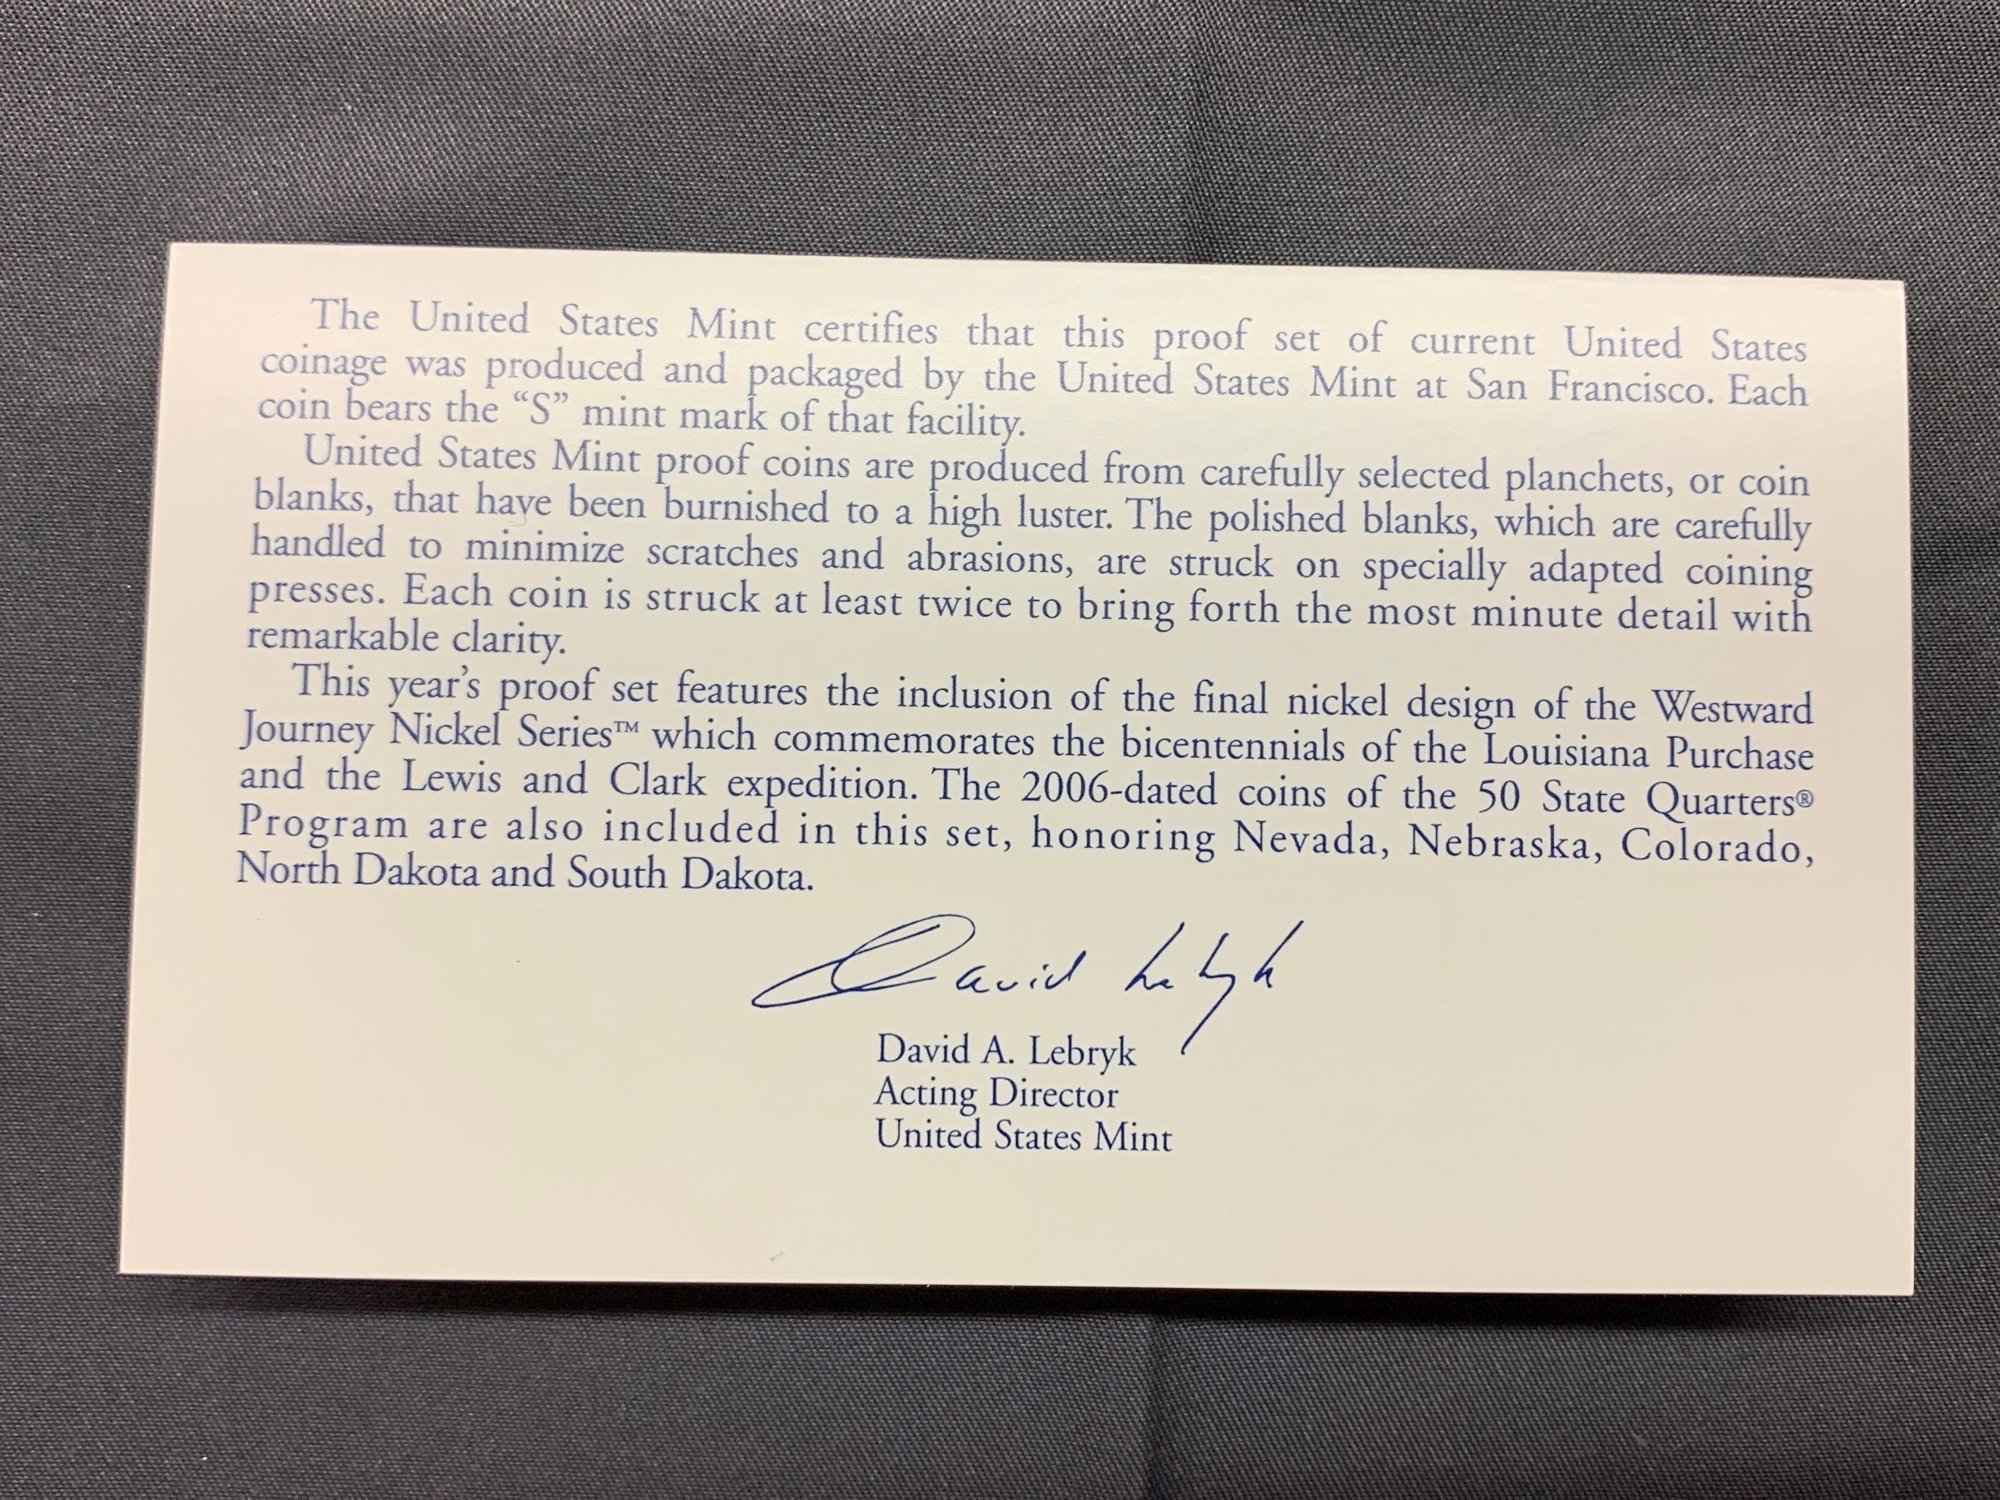 The United States Mint certifies that this proof set of current United States
coinage was produced and packaged by the United States Mint at San Francisco. Each
coin bears the “S” mint mark of that facility.
United States Mint proof coins are produced from carefully selected planchets, or coin
blanks, that have been burnished to a high luster. The polished blanks, which are carefully
handled to minimize scratches and abrasions, are struck on specially adapted coining
presses. Each coin is struck at least twice to bring forth the most minute detail with
remarkable clarity.
This year’s proof set features the inclusion of the final nickel design of the Westward
Journey Nickel Series™ which commemorates the bicentennials of the Louisiana Purchase
and the Lewis and Clark expedition. The 2006-dated coins of the 50 State Quarters®
Program are also included in this set, honoring Nevada, Nebraska, Colorado,
North Dakota and South Dakota.
David Lebryk
David A. Lebryk
Acting Director
United States Mint